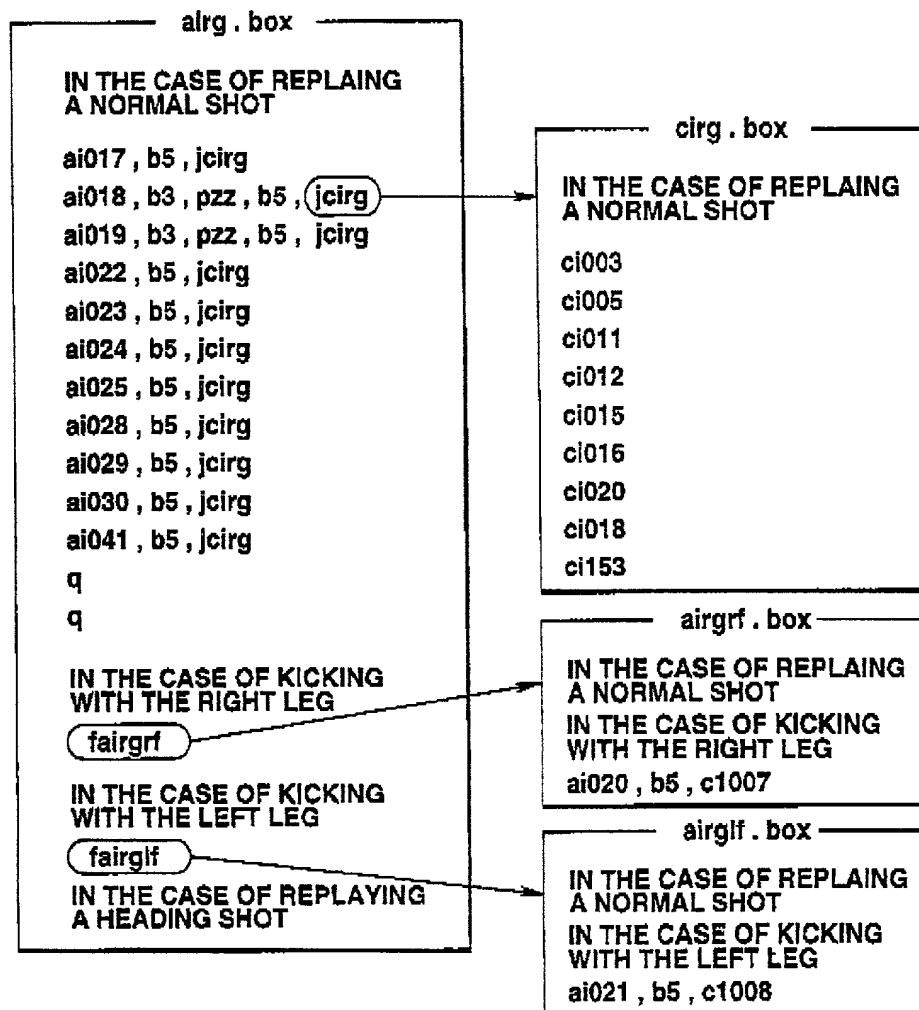 airg . box
IN THE CASE OF REPLAING
A NORMAL SHOT
ai017 , b5 , jcirg
ai018 , b3 , pzz , b5 , jcirg
ai019 , b3 , pzz , b5 , jcirg
ai022 , b5 , jcirg
ai023 , b5 , jcirg
ai024 , b5 , jcirg
ai025 , b5 , jcirg
ai028 , b5 , jcirg
ai029 , b5 , jcirg
ai030 , b5 , jcirg
ai041 , b5 , jcirg
q
q
IN THE CASE OF KICKING
WITH THE RIGHT LEG
fairgrf
IN THE CASE OF KICKING
WITH THE LEFT LEG
fairglf
IN THE CASE OF REPLAYING
A HEADING SHOT
cirg . box
IN THE CASE OF REPLAING
A NORMAL SHOT
ci003
ci005
ci011
ci012
ci015
ci016
ci020
ci018
ci153
airgrf . box
IN THE CASE OF REPLAING
A NORMAL SHOT
IN THE CASE OF KICKING
WITH THE RIGHT LEG
ai020 , b5 , c1007
airglf . box
IN THE CASE OF REPLAING
A NORMAL SHOT
IN THE CASE OF KICKING
WITH THE LEFT LEG
ai021 , b5 , c1008